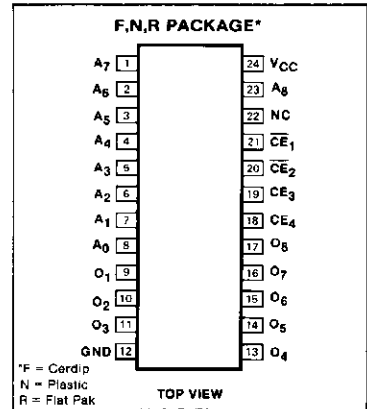 F,N,R PACKAGE*
A7 1 24 VCC
A6 2 23 A8
A5 3 22 NC
A4 4 21 C̅E̅1
A3 5 20 C̅E̅2
A2 6 19 CE3
A1 7 18 CE4
A0 8 17 O8
O1 9 16 O7
O2 10 15 O6
O3 11 14 O5
GND 12 13 O4
*F = Cerdip
N = Plastic
R = Flat Pak
TOP VIEW